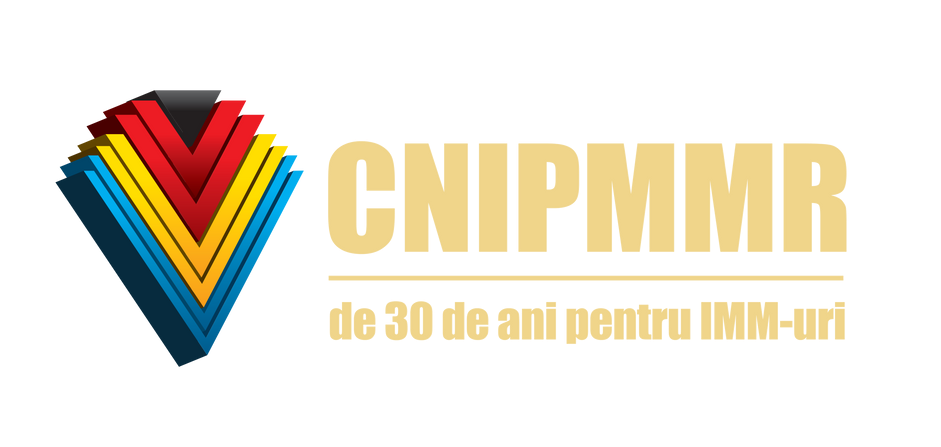 CNIPMMR
de 30 de ani pentru IMM-uri